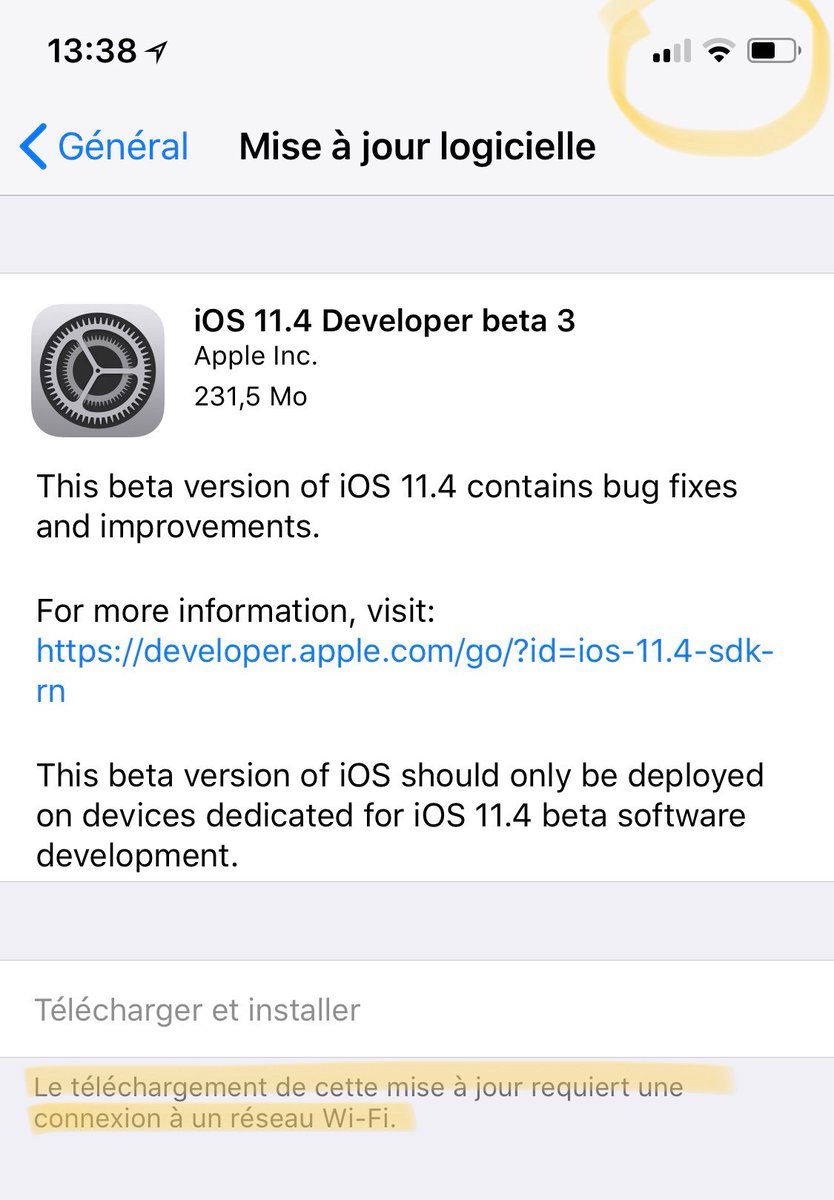 13:38
Général
Mise à jour logicielle
iOS 11.4 Developer beta 3
Apple Inc.
231,5 Mo
This beta version of iOS 11.4 contains bug fixes
and improvements.
For more information, visit:
https://developer.apple.com/go/?id=ios-11.4-sdk-
rn
This beta version of iOS should only be deployed
on devices dedicated for iOS 11.4 beta software
development.
Télécharger et installer
Le téléchargement de cette mise à jour requiert une
connexion à un réseau Wi-Fi.